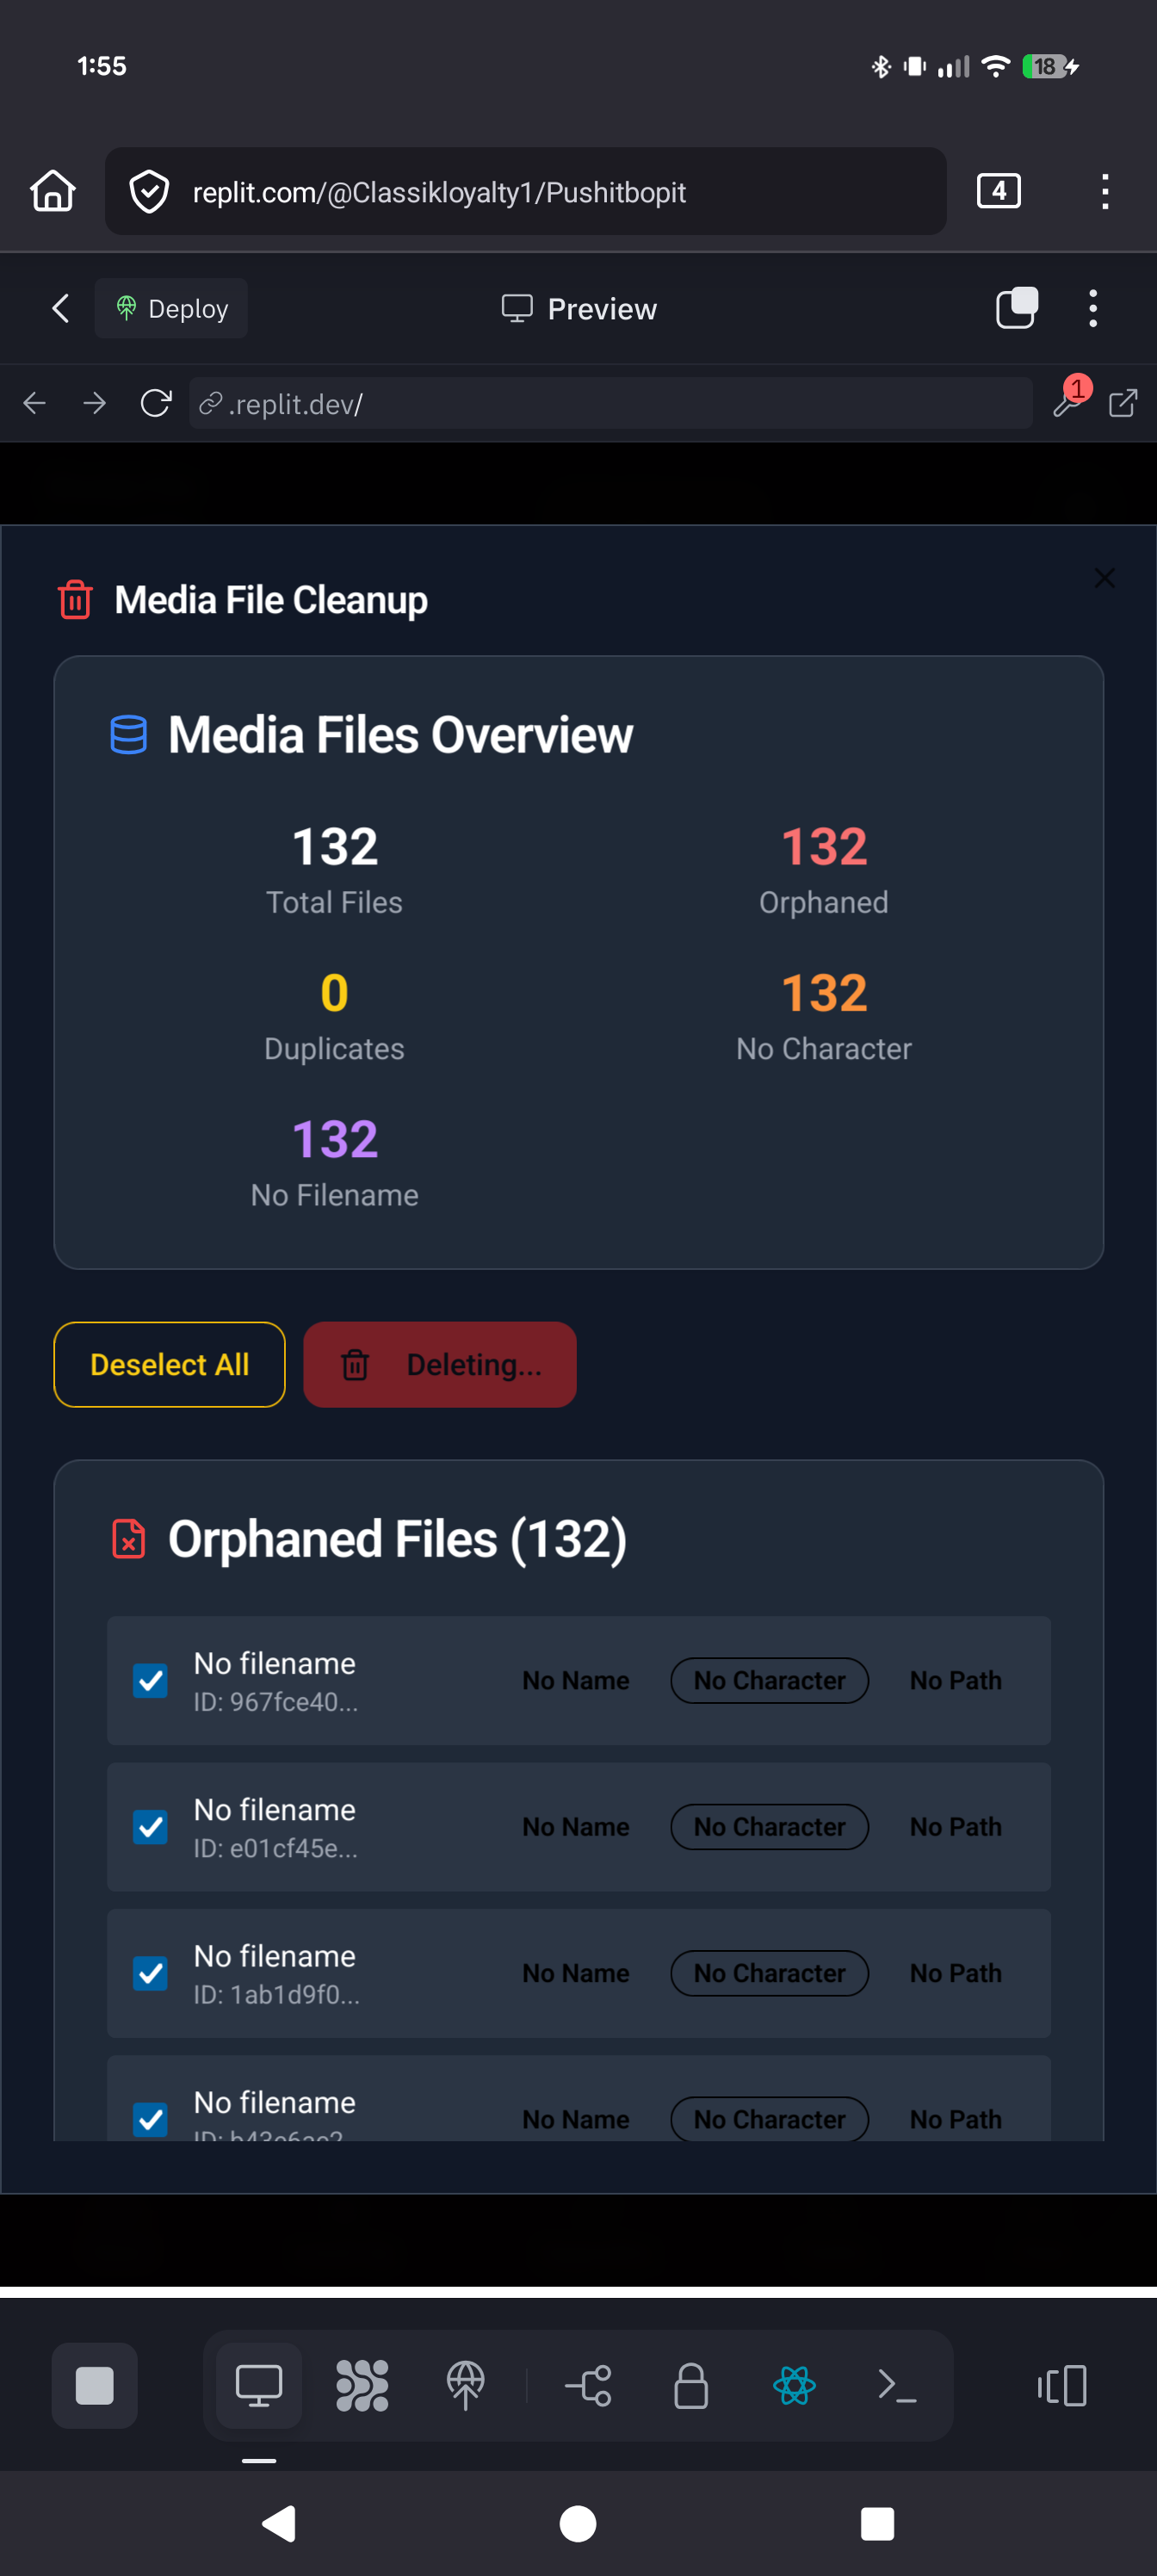 1:55
18
replit.com/@Classikloyalty1/Pushitbopit
4
Deploy
Preview
.replit.dev/
1
Media File Cleanup
Media Files Overview
132
132
Total Files
Orphaned
0
132
Duplicates
No Character
132
No Filename
Deselect All
Deleting...
Orphaned Files (132)
No filename
ID: 967fce40...
No Name
No Character
No Path
No filename
ID: e01cf45e...
No Name
No Character
No Path
No filename
ID: 1ab1d9f0...
No Name
No Character
No Path
No filename
No Name
No Character
No Path